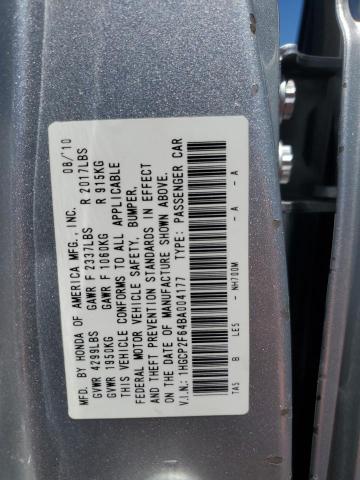 MFD. BY HONDA OF AMERICA MFG., INC. 08/10
GVWR 4299LBS GAWR F 2337LBS R 2017LBS
GVWR 1950KG GAWR F 1060KG R 915KG
THIS VEHICLE CONFORMS TO ALL APPLICABLE
FEDERAL MOTOR VEHICLE SAFETY, BUMPER,
AND THEFT PREVENTION STANDARDS IN EFFECT
ON THE DATE OF MANUFACTURE SHOWN ABOVE.
V.I.N.: 1HGCP2F64BA004177 TYPE: PASSENGER CAR
TA5 B LE5 - NH700M - A - A